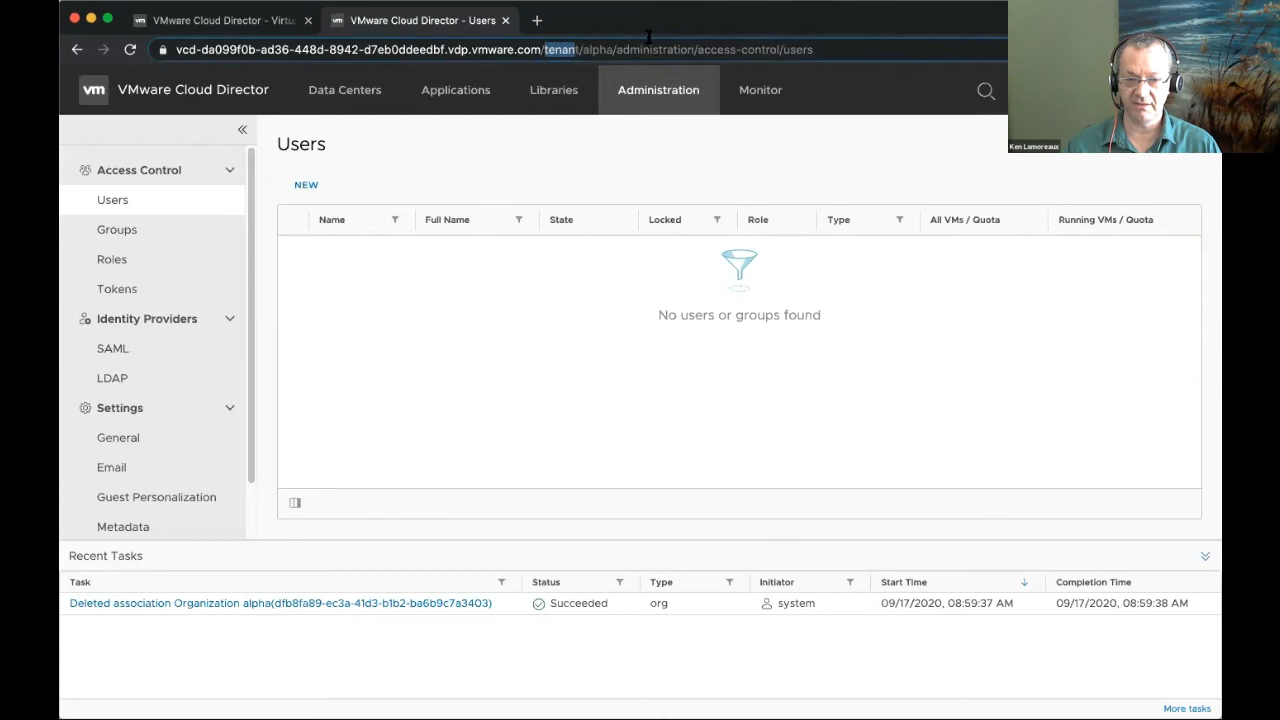 VMware Cloud Director - Virtu
VMware Cloud Director - Users
vcd-da099f0b-ad36-448d-8942-d7eb0ddeedbf.vdp.vmware.com/tenant/alpha/administration/access-control/users
vm VMware Cloud Director Data Centers Applications Libraries Administration Monitor
Ken Lamoreaux
Access Control
Users
Groups
Roles
Tokens
Identity Providers
SAML
LDAP
Settings
General
Email
Guest Personalization
Metadata
Users
NEW
Name Full Name State Locked Role Type All VMs / Quota Running VMs / Quota
No users or groups found
Recent Tasks
Task Status Type Initiator Start Time Completion Time
Deleted association Organization alpha(dfb8fa89-ec3a-41d3-b1b2-ba6b9c7a3403) Succeeded org system 09/17/2020, 08:59:37 AM 09/17/2020, 08:59:38 AM
More tasks